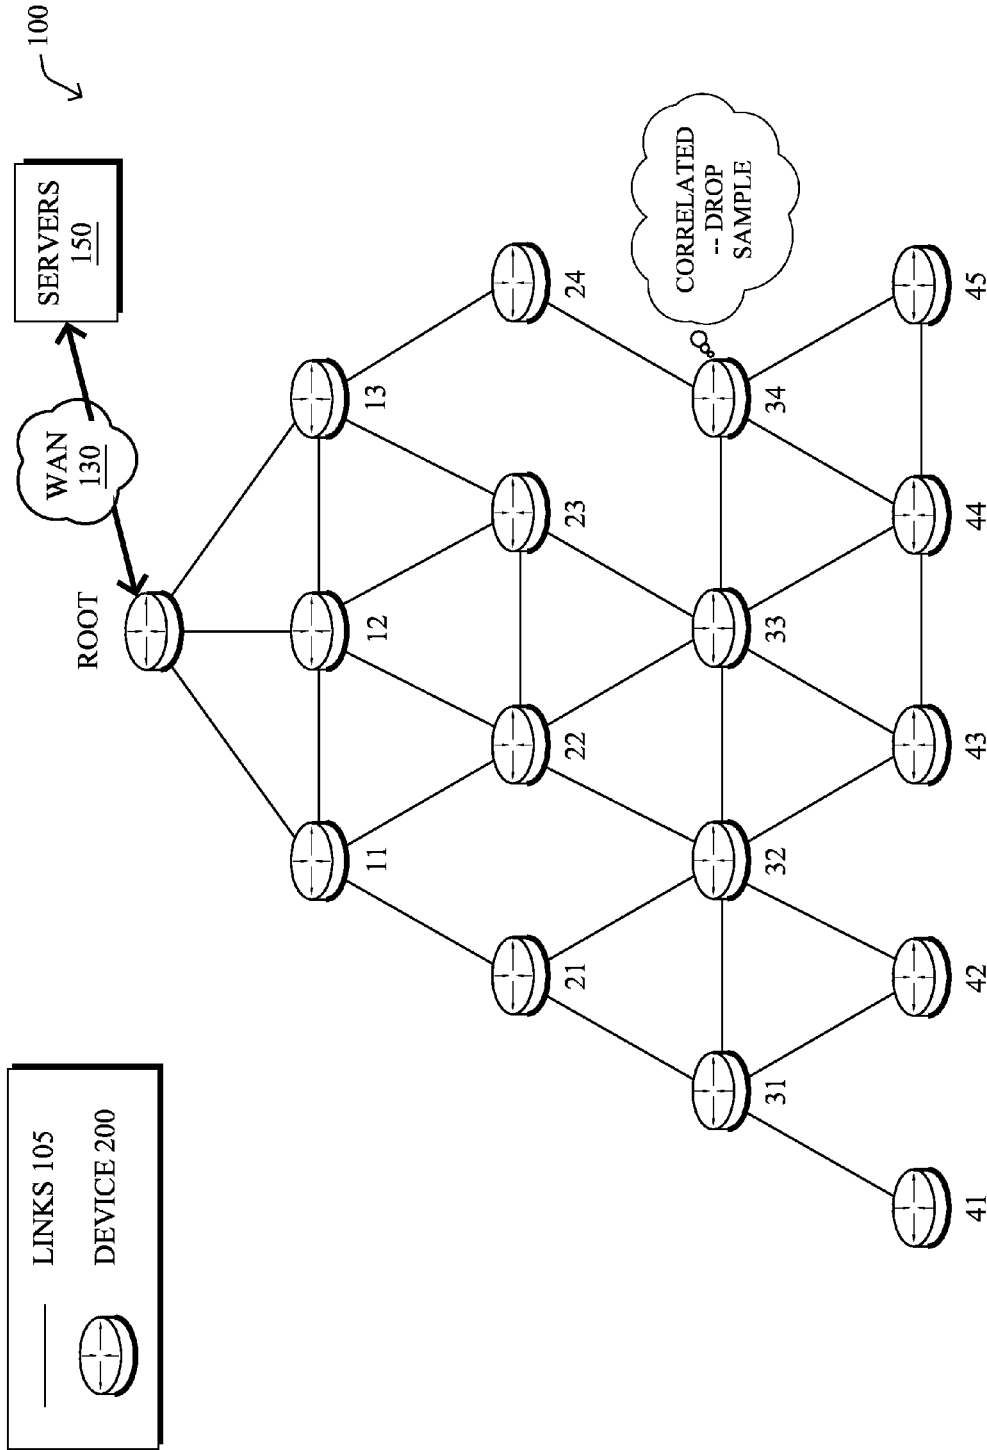 100
SERVERS
150
WAN
130
ROOT
11
12
13
21
22
23
24
CORRELATED
-- DROP
SAMPLE
31
32
33
34
41
42
43
44
45
LINKS 105
DEVICE 200